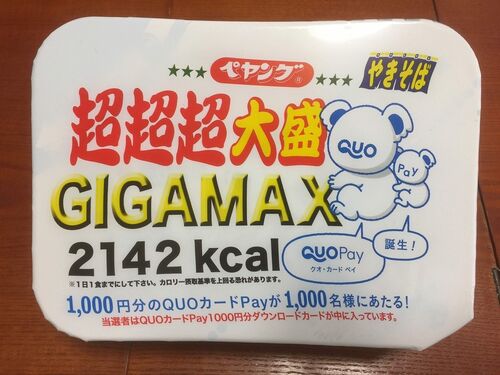 ★★★ ペヤング® ★★★
やきそば
超超超大盛
GIGAMAX
QUO
Pay
2142 kcal
誕生!
QUO Pay
クオ・カード ペイ
※1日1食までにして下さい。カロリー摂取基準を上回る恐れがあります。
1,000円分のQUOカードPayが1,000名様にあたる!
当選者はQUOカードPay1000円分ダウンロードカードが中に入っています。